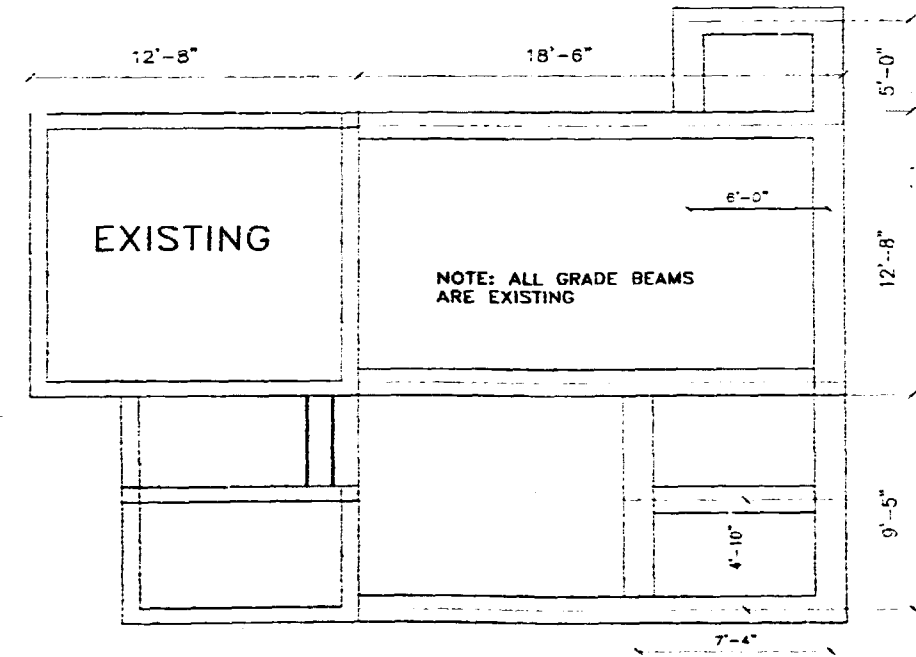 12'-8"
18'-6"
5'-0"
6'-0"
EXISTING
12'-8"
NOTE: ALL GRADE BEAMS
ARE EXISTING
9'-5"
4'-10"
7'-4"